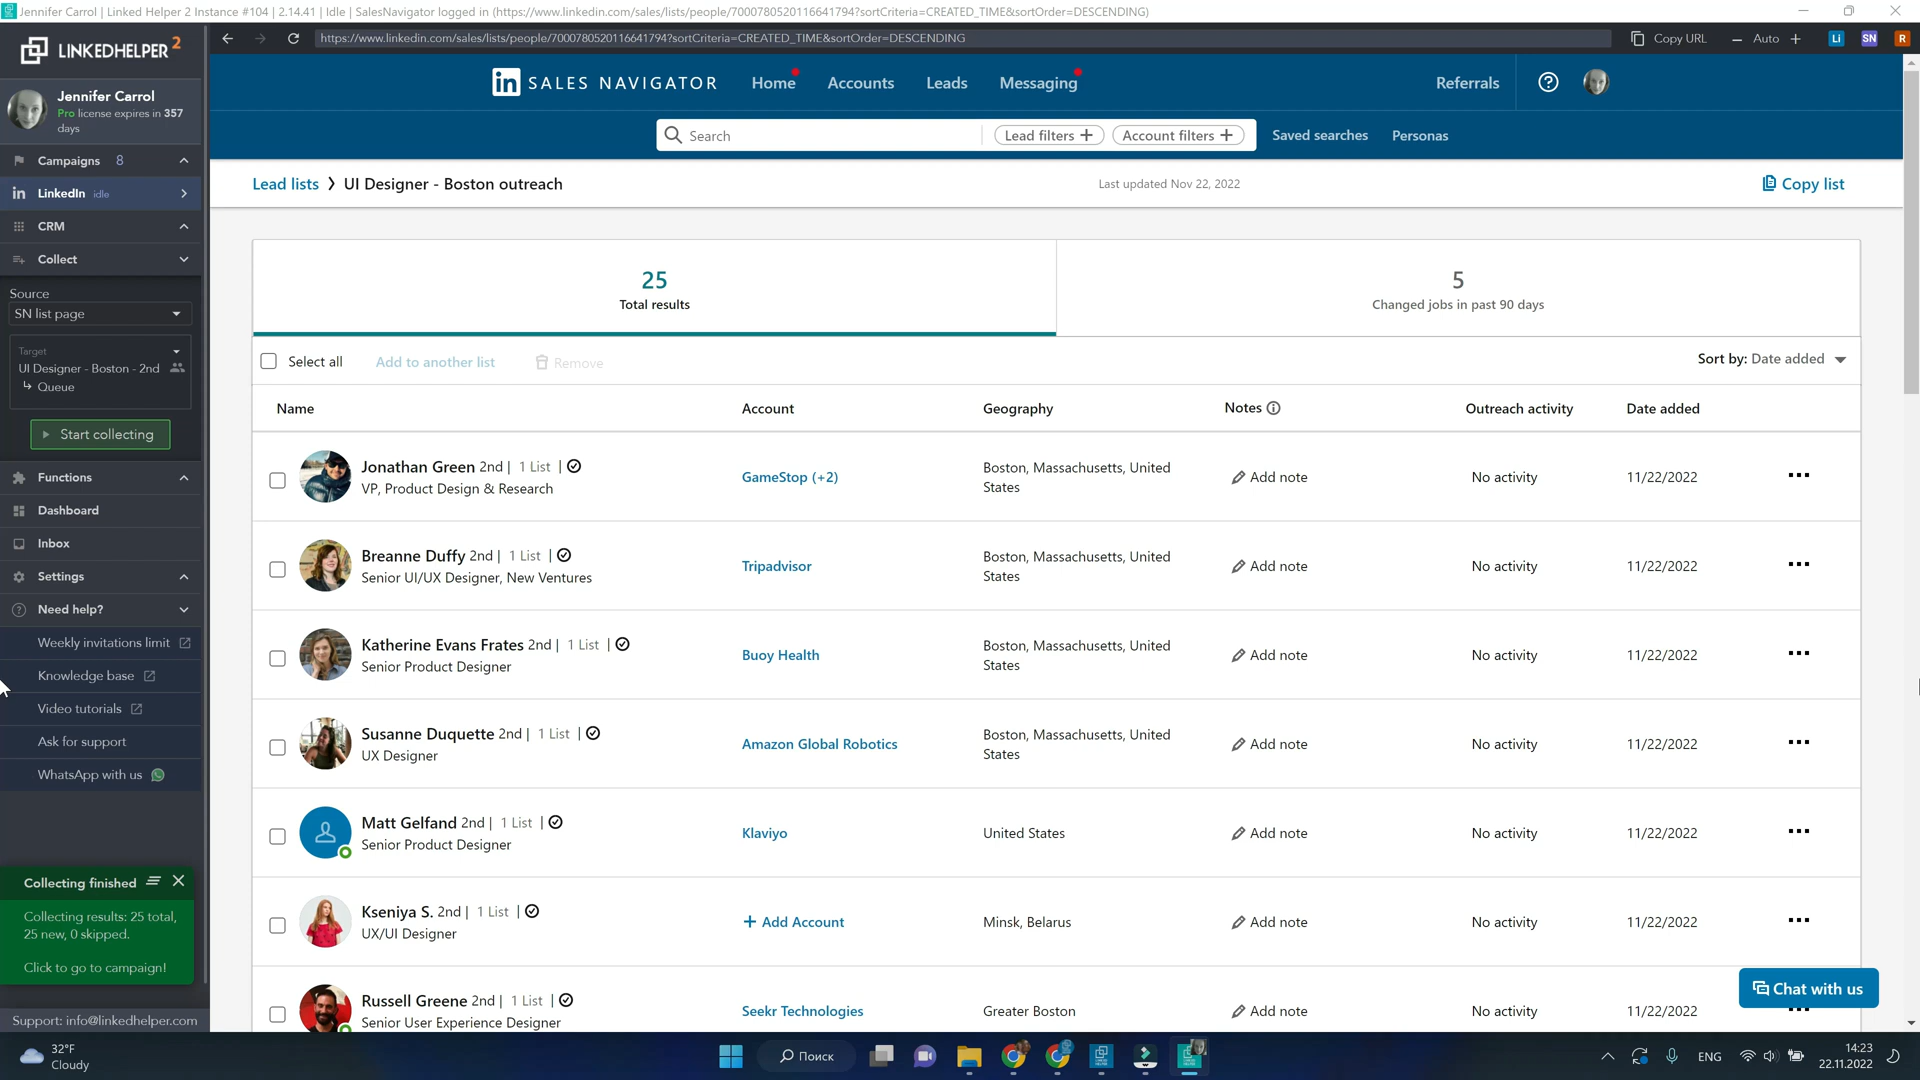 Jennifer Carrol | Linked Helper 2 Instance #104 | 2.14.41 | Idle | SalesNavigator logged in (https://www.linkedin.com/sales/lists/people/7000780520116641794?sortCriteria=CREATED_TIME&sortOrder=DESCENDING)
https://www.linkedin.com/sales/lists/people/7000780520116641794?sortCriteria=CREATED_TIME&sortOrder=DESCENDING
Copy URL
Auto
Li
SN
R
LINKEDHELPER 2
Jennifer Carrol
Pro license expires in 357
days
Campaigns 8
LinkedIn idle
CRM
Collect
Source
SN list page
Target
UI Designer - Boston - 2nd
Queue
Start collecting
Functions
Dashboard
Inbox
Settings
Need help?
Weekly invitations limit
Knowledge base
Video tutorials
Ask for support
WhatsApp with us
Collecting finished
Collecting results: 25 total,
25 new, 0 skipped.
Click to go to campaign!
Support: info@linkedhelper.com
in SALES NAVIGATOR
Home
Accounts
Leads
Messaging
Referrals
Search
Lead filters +
Account filters +
Saved searches
Personas
Lead lists > UI Designer - Boston outreach
Last updated Nov 22, 2022
Copy list
25
Total results
5
Changed jobs in past 90 days
Select all
Add to another list
Remove
Sort by: Date added
Name Account Geography Notes Outreach activity Date added
Jonathan Green 2nd | 1 List |
VP, Product Design & Research
GameStop (+2)
Boston, Massachusetts, United
States
Add note
No activity
11/22/2022
Breanne Duffy 2nd | 1 List |
Senior UI/UX Designer, New Ventures
Tripadvisor
Boston, Massachusetts, United
States
Add note
No activity
11/22/2022
Katherine Evans Frates 2nd | 1 List |
Senior Product Designer
Buoy Health
Boston, Massachusetts, United
States
Add note
No activity
11/22/2022
Susanne Duquette 2nd | 1 List |
UX Designer
Amazon Global Robotics
Boston, Massachusetts, United
States
Add note
No activity
11/22/2022
Matt Gelfand 2nd | 1 List |
Senior Product Designer
Klaviyo
United States
Add note
No activity
11/22/2022
Kseniya S. 2nd | 1 List |
UX/UI Designer
+ Add Account
Minsk, Belarus
Add note
No activity
11/22/2022
Russell Greene 2nd | 1 List |
Senior User Experience Designer
Seekr Technologies
Greater Boston
Add note
No activity
11/22/2022
Chat with us
32°F
Cloudy
Поиск
ENG
14:23
22.11.2022